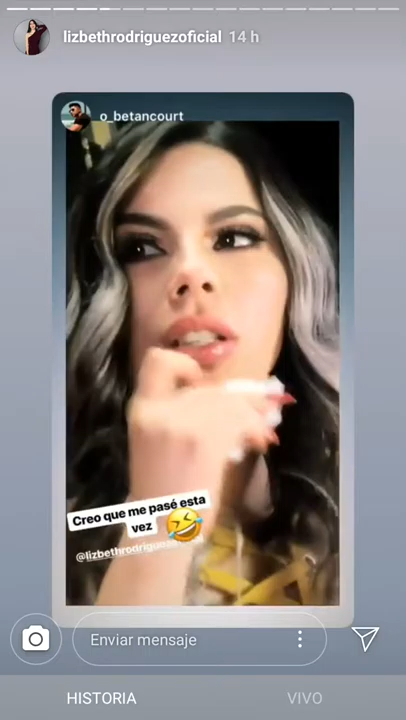 lizbethrodriguezoficial 14 h
o_betancourt
Creo que me pasé esta
vez
Enviar mensaje
HISTORIA VIVO